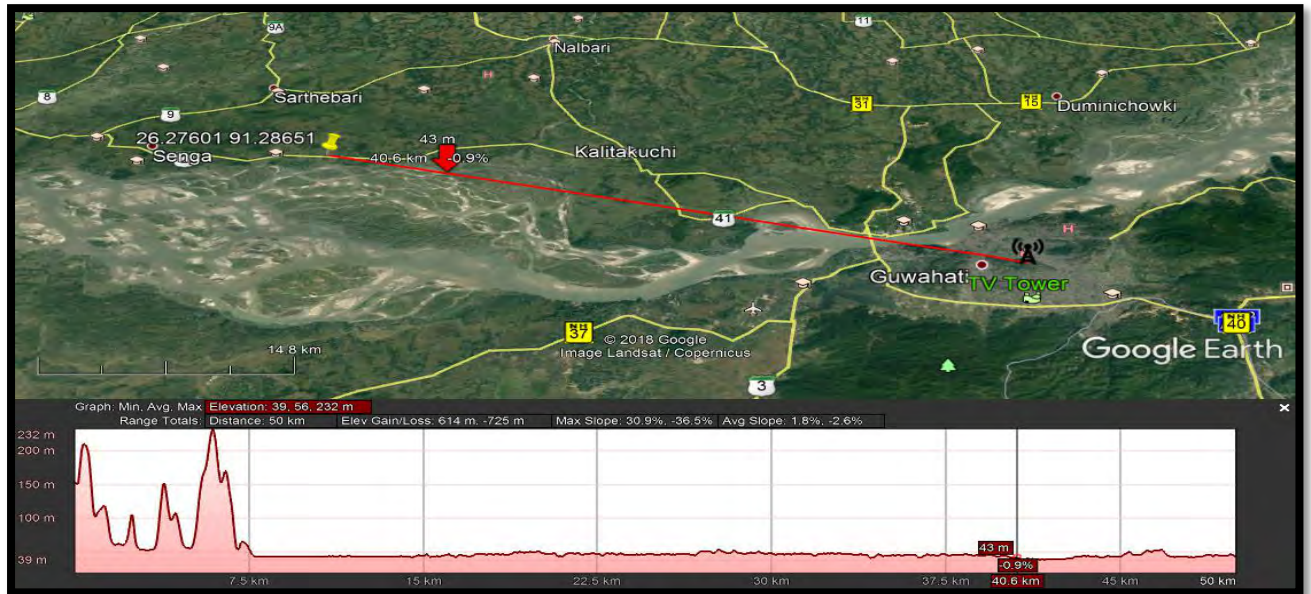 9A
11
Nalbari
H
8
Sarthebari
31
15
Duminichowki
9
26.27601 91.28651
43 m
Senga
40.6 km -0.9%
Kalitakuchi
41
H
Guwahati
TV Tower
37
© 2018 Google
Image Landsat / Copernicus
40
14.8 km
Google Earth
3
Graph: Min, Avg, Max Elevation: 39, 56, 232 m
Range Totals: Distance: 50 km Elev Gain/Loss: 614 m, -725 m Max Slope: 30.9%, -36.5% Avg Slope: 1.8%, -2.6%
232 m
200 m
150 m
100 m
43 m
39 m
-0.9%
7.5 km 15 km 22.5 km 30 km 37.5 km 40.6 km 45 km 50 km